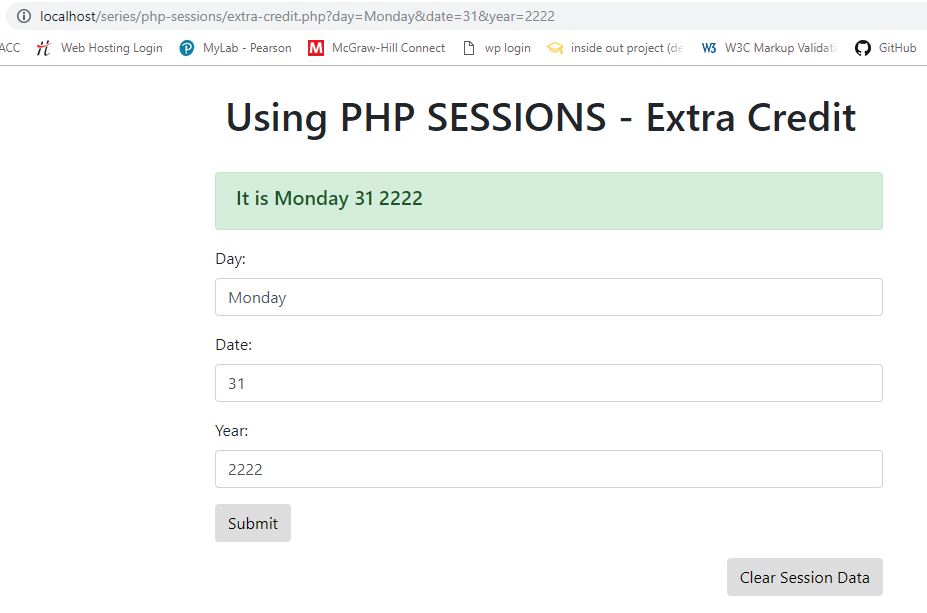 localhost/series/php-sessions/extra-credit.php?day=Monday&date=31&year=2222
ACC Web Hosting Login MyLab - Pearson McGraw-Hill Connect wp login inside out project (de W3C Markup Validati GitHub
Using PHP SESSIONS - Extra Credit
It is Monday 31 2222
Day:
Monday
Date:
31
Year:
2222
Submit
Clear Session Data